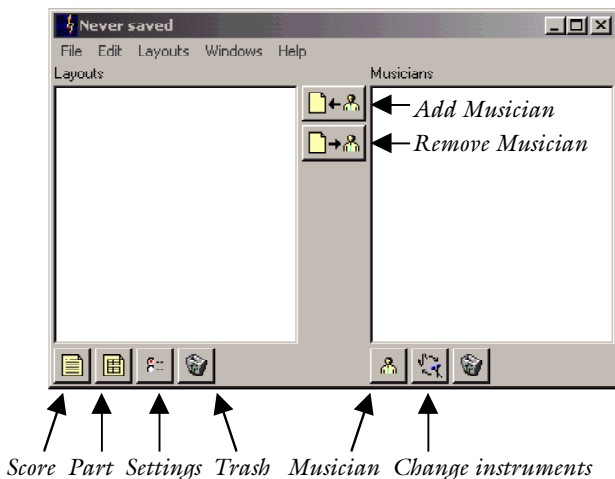 Never saved
File Edit Layouts Windows Help
Layouts
Musicians
Add Musician
Remove Musician
Score Part Settings Trash Musician Change instruments